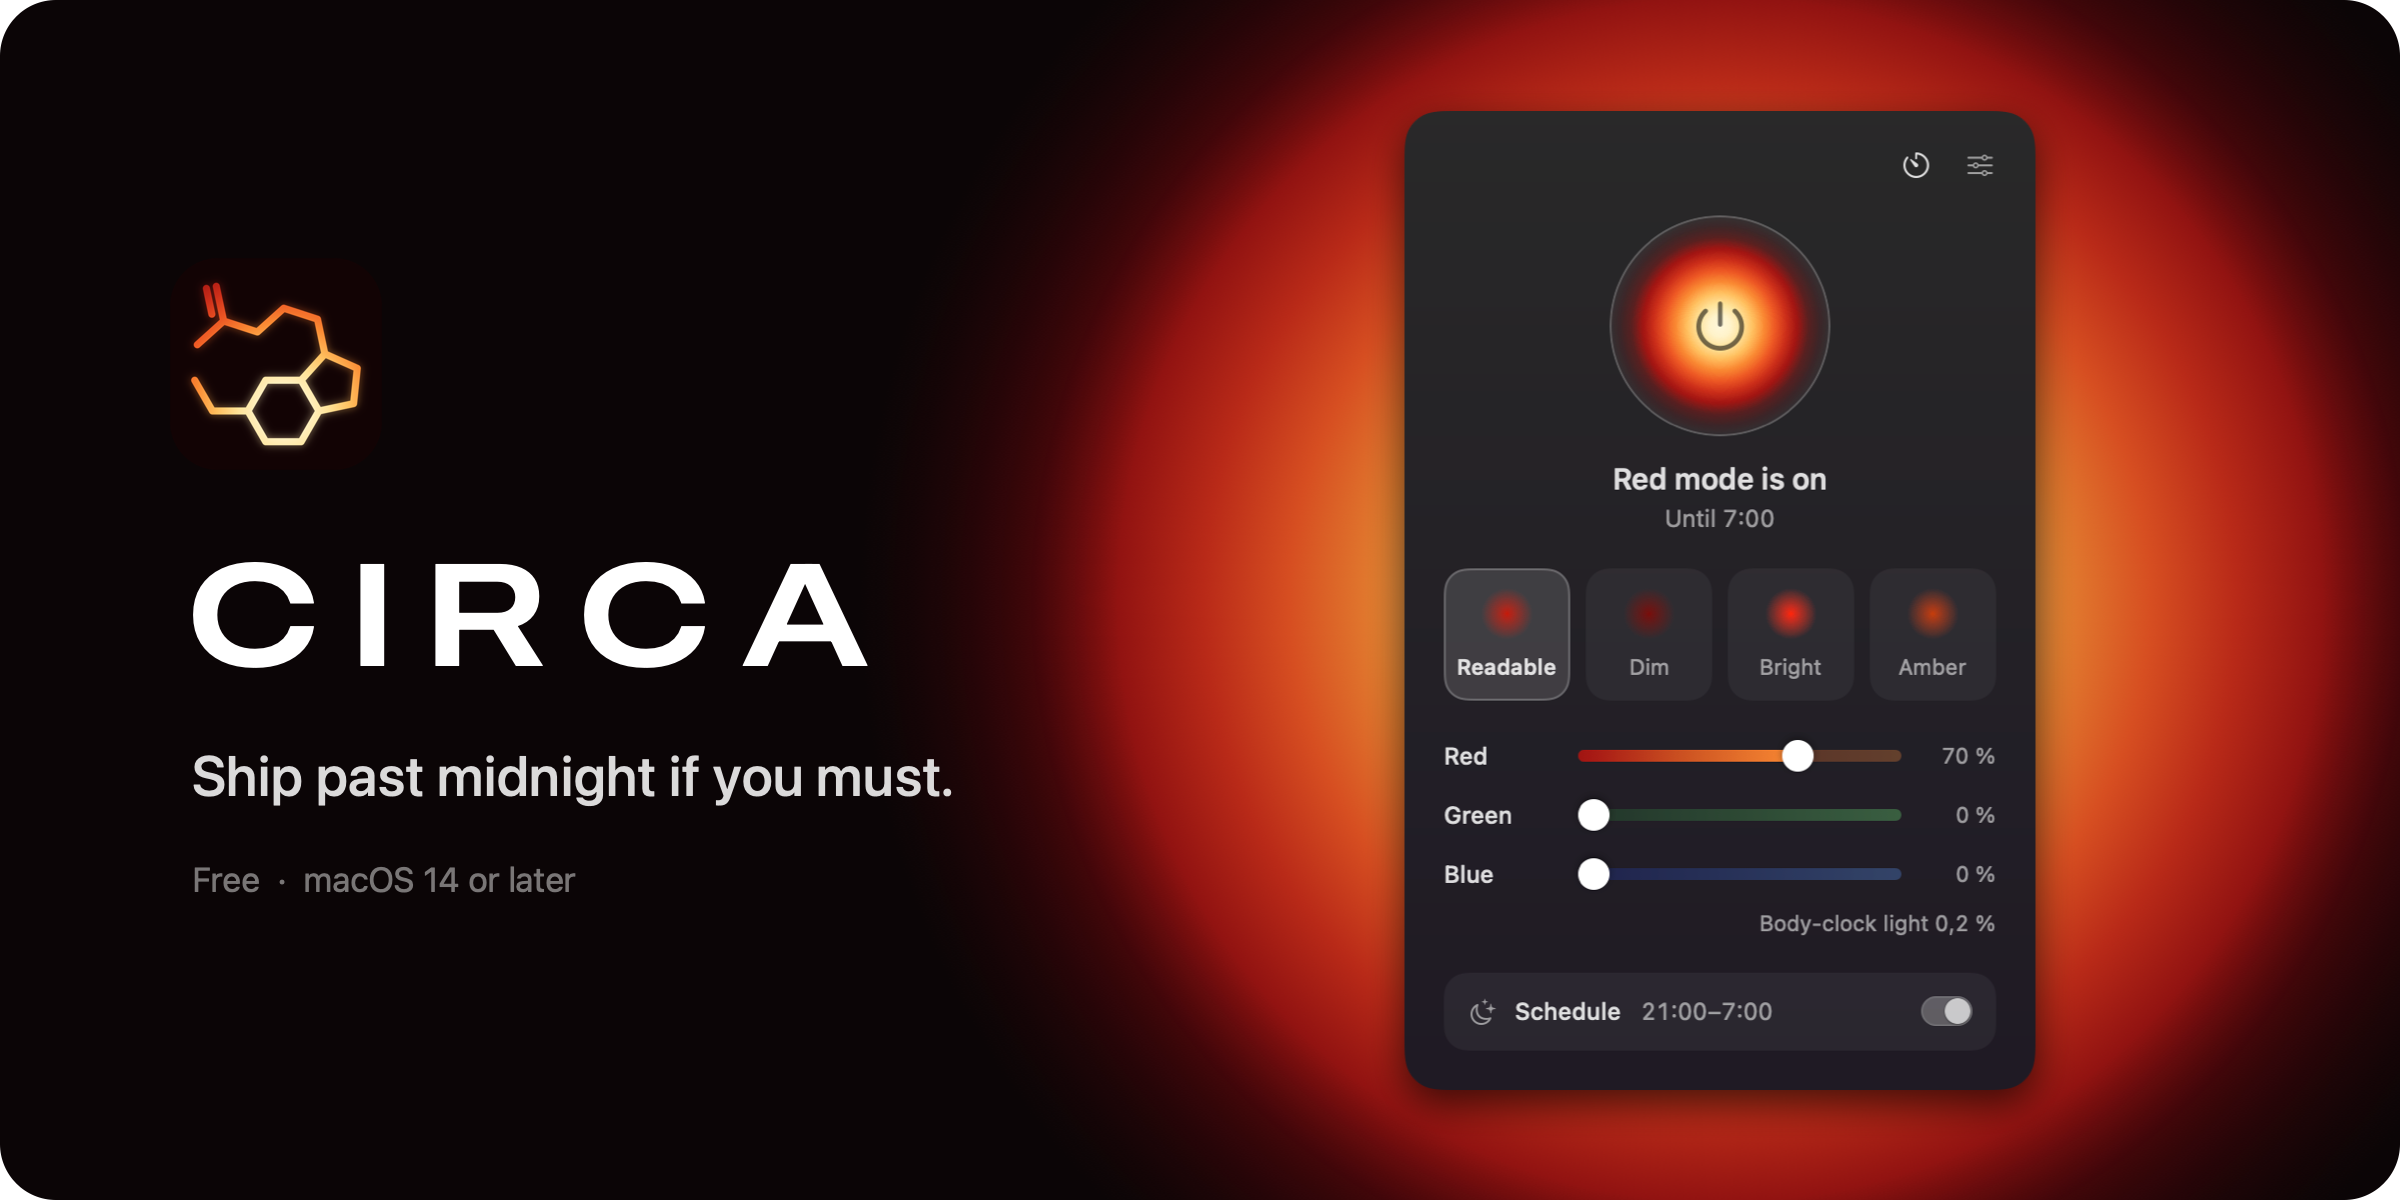 CIRCA
Ship past midnight if you must.
Free · macOS 14 or later
Red mode is on
Until 7:00
Readable Dim Bright Amber
Red 70 %
Green 0 %
Blue 0 %
Body-clock light 0,2 %
Schedule 21:00–7:00